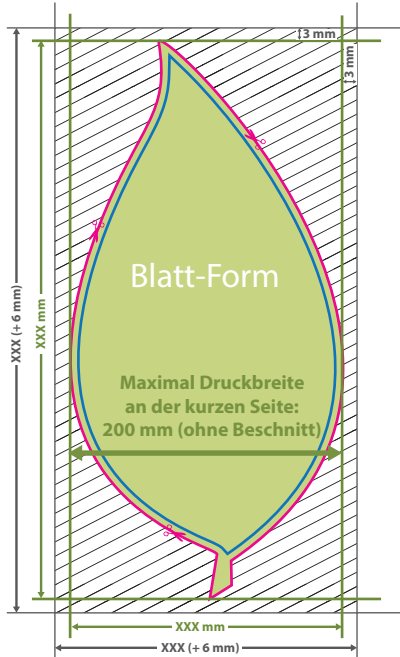 3 mm
3 mm
Blatt-Form
XXX (+ 6 mm)
XXX mm
Maximal Druckbreite
an der kurzen Seite:
200 mm (ohne Beschnitt)
XXX mm
XXX (+ 6 mm)